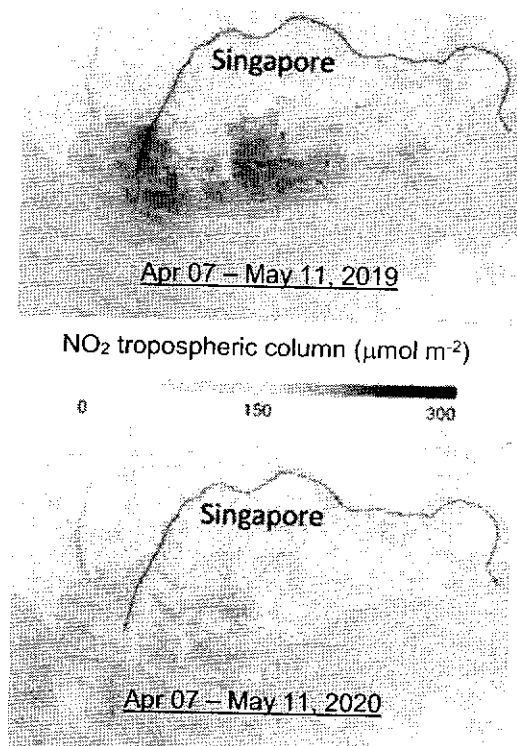 Singapore
Apr 07 – May 11, 2019
NO₂ tropospheric column (μmol m⁻²)
0 150 300
Singapore
Apr 07 – May 11, 2020